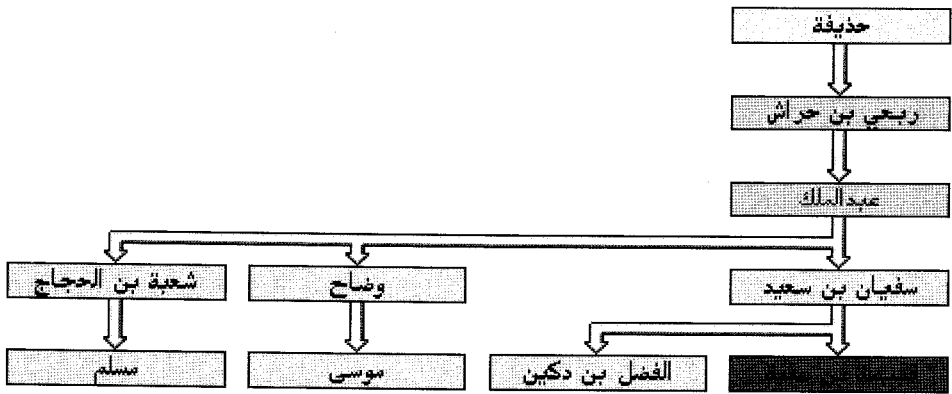 حذيفة
ربعي بن حراش
عبدالملك
سفيان بن سعيد
وضاح
شعبة بن الحجاج
الفضل بن دكين
موسى
مسلم